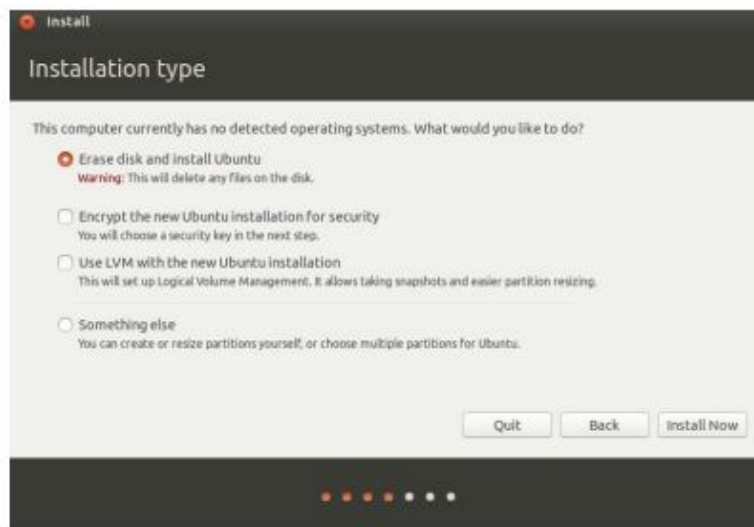 Install
Installation type
This computer currently has no detected operating systems. What would you like to do?
Erase disk and install Ubuntu
Warning: This will delete any files on the disk.
Encrypt the new Ubuntu installation for security
You will choose a security key in the next step.
Use LVM with the new Ubuntu installation
This will set up Logical Volume Management. It allows taking snapshots and easier partition resizing.
Something else
You can create or resize partitions yourself, or choose multiple partitions for Ubuntu.
Quit Back Install Now